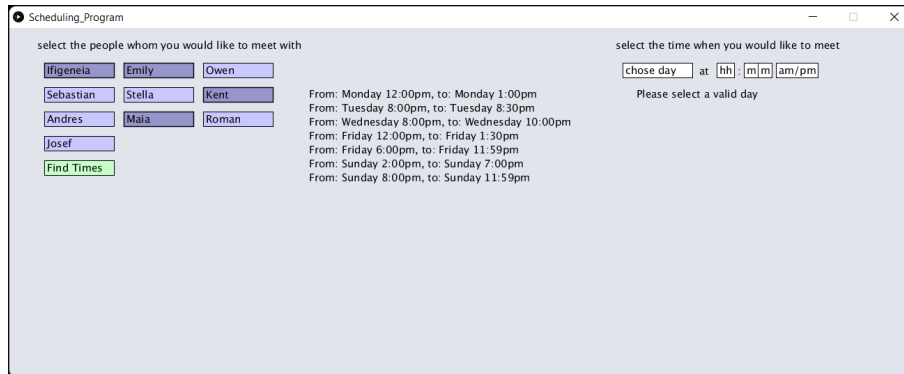 Scheduling_Program
select the people whom you would like to meet with
Ifigeneia Emily Owen
Sebastian Stella Kent
Andres Maia Roman
Josef
Find Times
From: Monday 12:00pm, to: Monday 1:00pm
From: Tuesday 8:00pm, to: Tuesday 8:30pm
From: Wednesday 8:00pm, to: Wednesday 10:00pm
From: Friday 12:00pm, to: Friday 1:30pm
From: Friday 6:00pm, to: Friday 11:59pm
From: Sunday 2:00pm, to: Sunday 7:00pm
From: Sunday 8:00pm, to: Sunday 11:59pm
select the time when you would like to meet
chose day at hh : m m am/pm
Please select a valid day